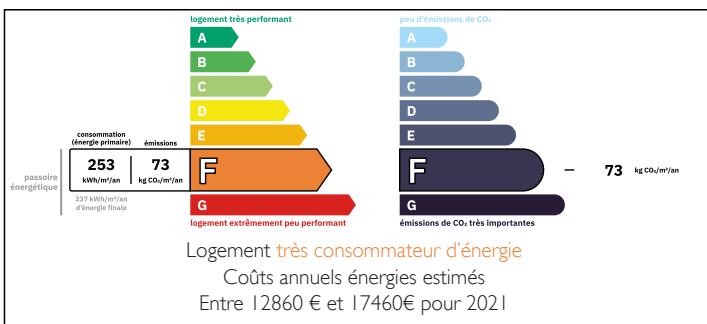 logement très performant
A
B
C
D
E
consommation
(énergie primaire)
émissions
253
kWh/m²/an
73
kg CO₂/m²/an
F
passoire
énergétique
237 kWh/m²/an
d'énergie finale
G
logement extrêmement peu performant
peu d'émissions de CO₂
A
B
C
D
E
F
73 kg CO₂/m²/an
G
émissions de CO₂ très importantes
Logement très consommateur d'énergie
Coûts annuels énergies estimés
Entre 12860 € et 17460€ pour 2021